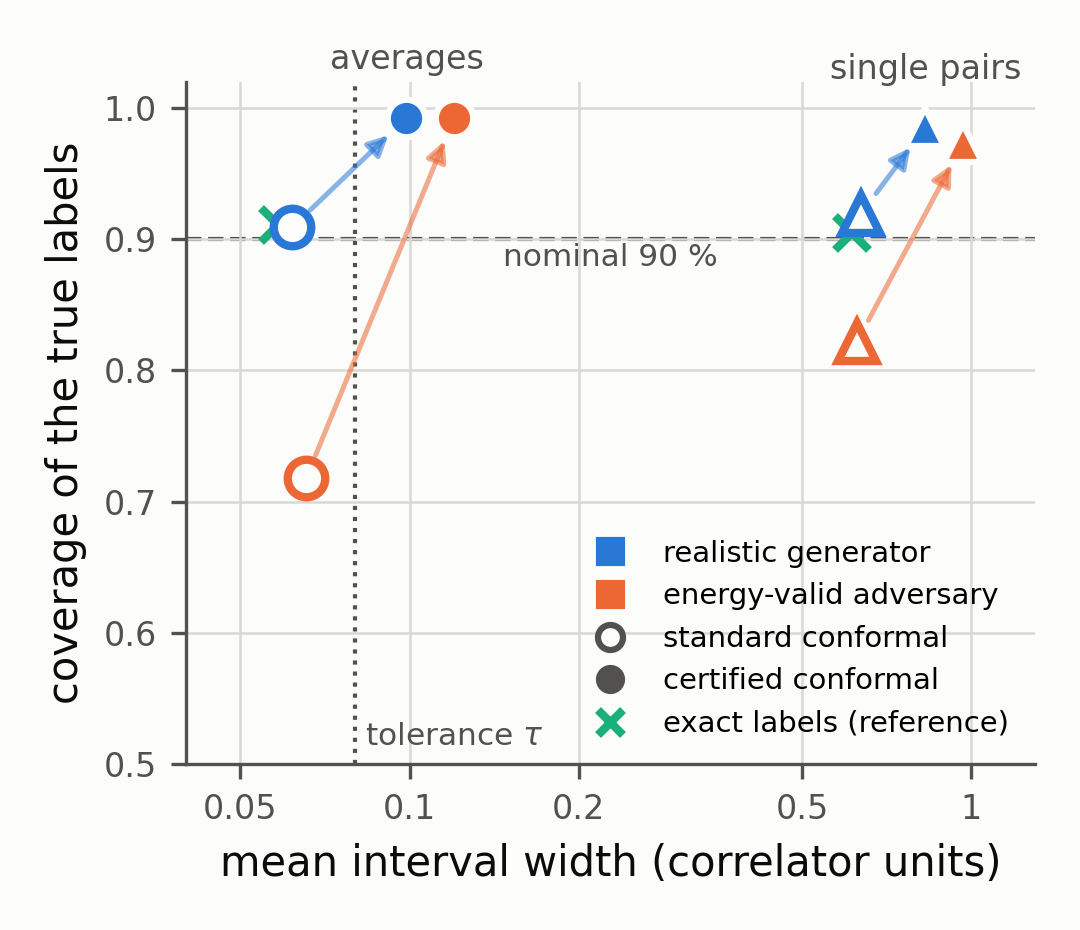 averages
single pairs
1.0
0.9
0.8
0.7
0.6
0.5
coverage of the true labels
nominal 90 %
realistic generator
energy-valid adversary
standard conformal
certified conformal
exact labels (reference)
tolerance τ
0.05
0.1
0.2
0.5
1
mean interval width (correlator units)